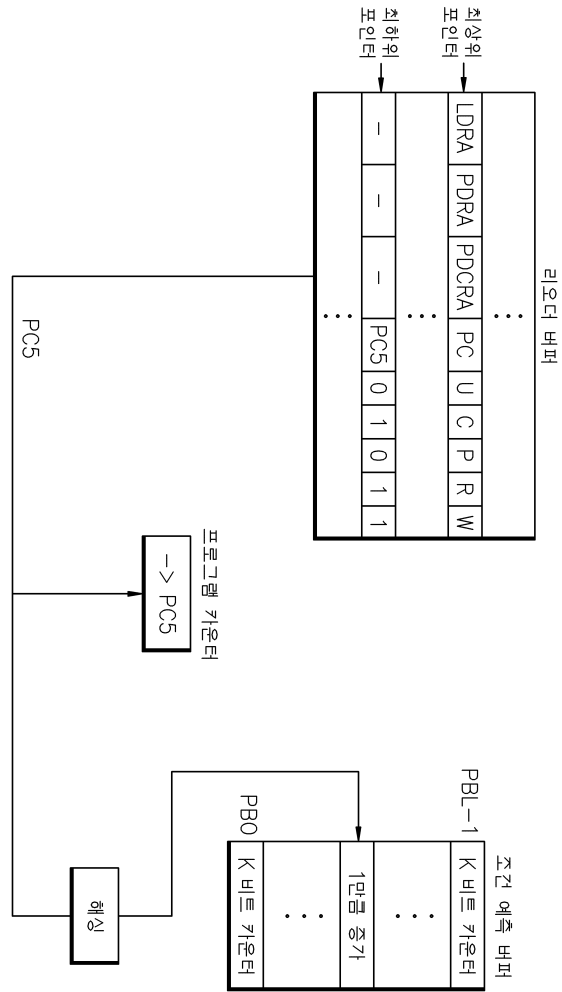 리오더 버퍼
최상위
포인터
최하위
포인터
...
LDRA PDRA PDCRA PC U C P R W
...
- - - PC5 0 1 0 1 1
...
PC5
프로그램 카운터
-> PC5
해싱
조건 예측 버퍼
PBL-1
K 비트 카운터
...
1만큼 증가
...
PB0
K 비트 카운터